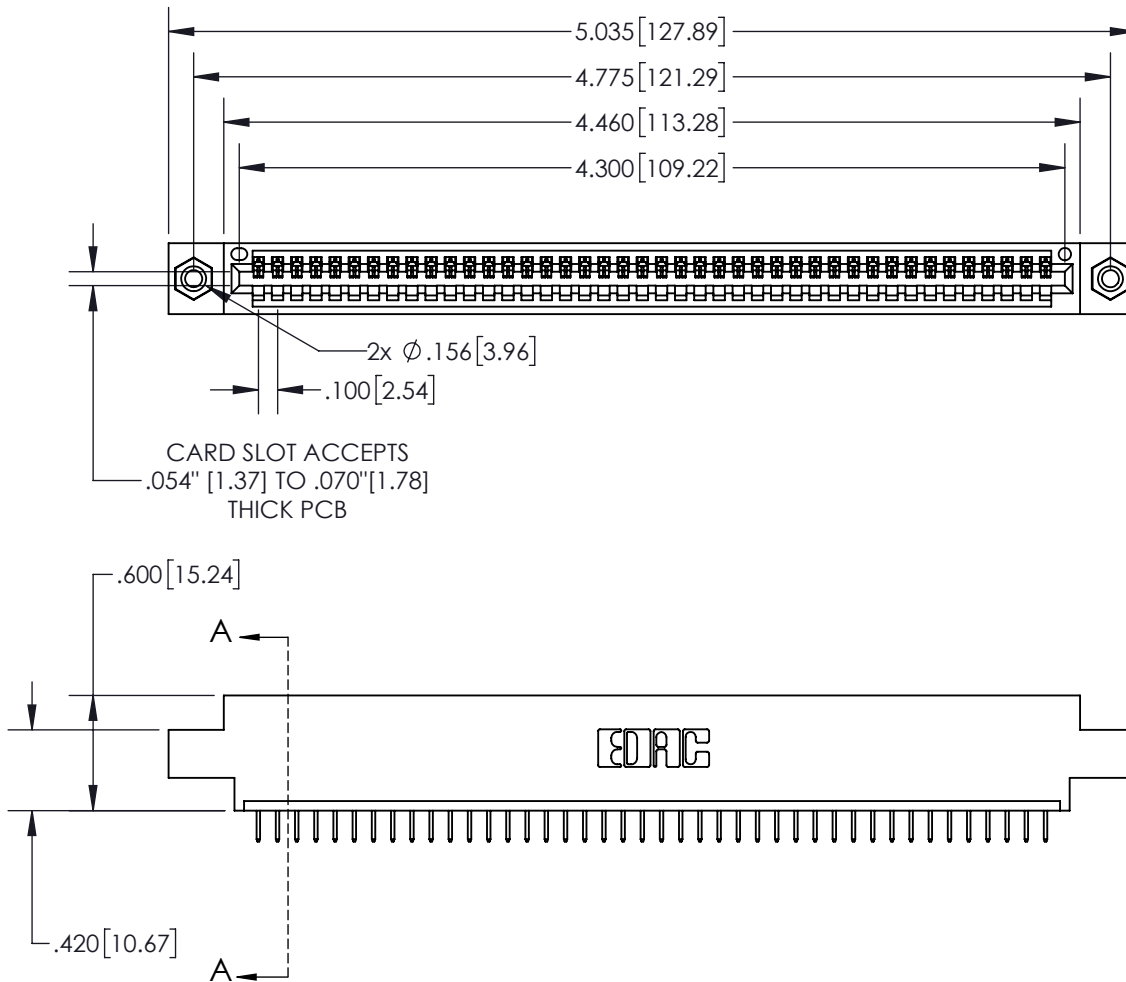 5.035[127.89]
4.775[121.29]
4.460[113.28]
4.300[109.22]
2x Ø.156[3.96]
.100[2.54]
CARD SLOT ACCEPTS
.054" [1.37] TO .070"[1.78]
THICK PCB
.600[15.24]
A
EDAC
.420[10.67]
A